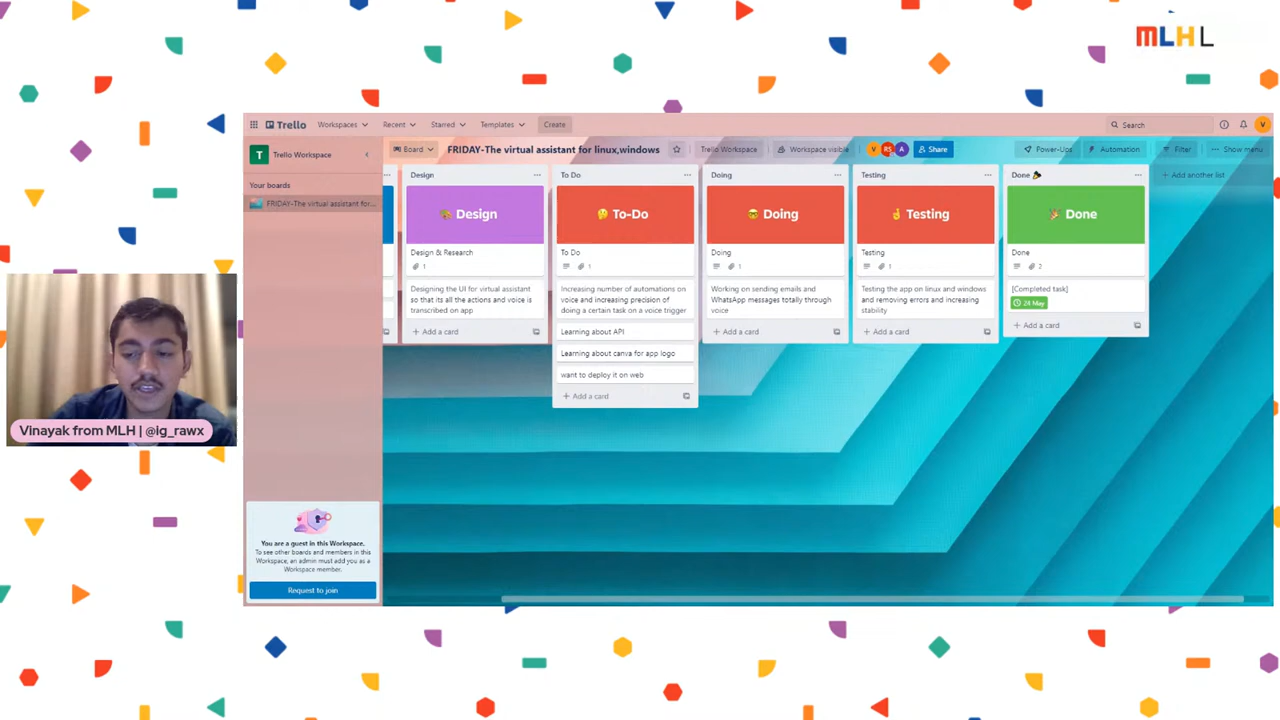 MLH L
Trello
Workspaces
Recent
Starred
Templates
Create
Search
V
T
Trello Workspace
Board
FRIDAY-The virtual assistant for linux,windows
Trello Workspace
Workspace visible
V
RS
A
Share
Power-Ups
Automation
Filter
··· Show menu
Your boards
FRIDAY-The virtual assistant for...
Design
Design
Design & Research
1
Designing the UI for virtual assistant
so that its all the actions and voice is
transcribed on app
+ Add a card
To Do
To-Do
To Do
1
Increasing number of automations on
voice and increasing precision of
doing a certain task on a voice trigger
Learning about API
Learning about canva for app logo
want to deploy it on web
+ Add a card
Doing
Doing
Doing
1
Working on sending emails and
WhatsApp messages totally through
voice
+ Add a card
Testing
Testing
Testing
1
Testing the app on linux and windows
and removing errors and increasing
stability
+ Add a card
Done
Done
Done
2
[Completed task]
24 May
+ Add a card
+ Add another list
Vinayak from MLH | @ig_rawx
You are a guest in this Workspace.
To see other boards and members in this
Workspace, an admin must add you as a
Workspace member.
Request to join